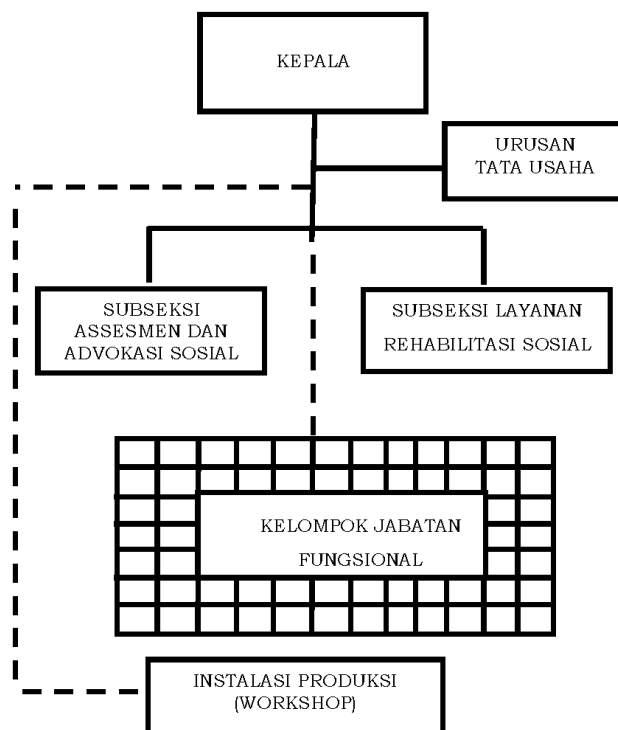 KEPALA
URUSAN
TATA USAHA
SUBSEKSI
ASSESMEN DAN
ADVOKASI SOSIAL
SUBSEKSI LAYANAN
REHABILITASI SOSIAL
KELOMPOK JABATAN
FUNGSIONAL
INSTALASI PRODUKSI
(WORKSHOP)